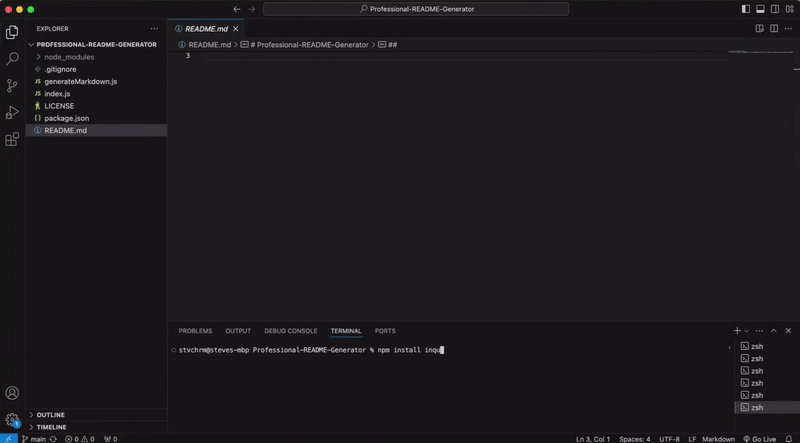 Professional-README-Generator
EXPLORER
PROFESSIONAL-README-GENERATOR
node_modules
.gitignore
JS generateMarkdown.js
JS index.js
LICENSE
{} package.json
README.md
OUTLINE
TIMELINE
README.md
README.md > # Professional-README-Generator > ##
3
PROBLEMS OUTPUT DEBUG CONSOLE TERMINAL PORTS
stvchrm@steves-mbp Professional-README-Generator % npm install inqu
zsh
zsh
zsh
zsh
zsh
zsh
1
main 0 0 0 Ln 3, Col 1 Spaces: 4 UTF-8 LF Markdown Go Live